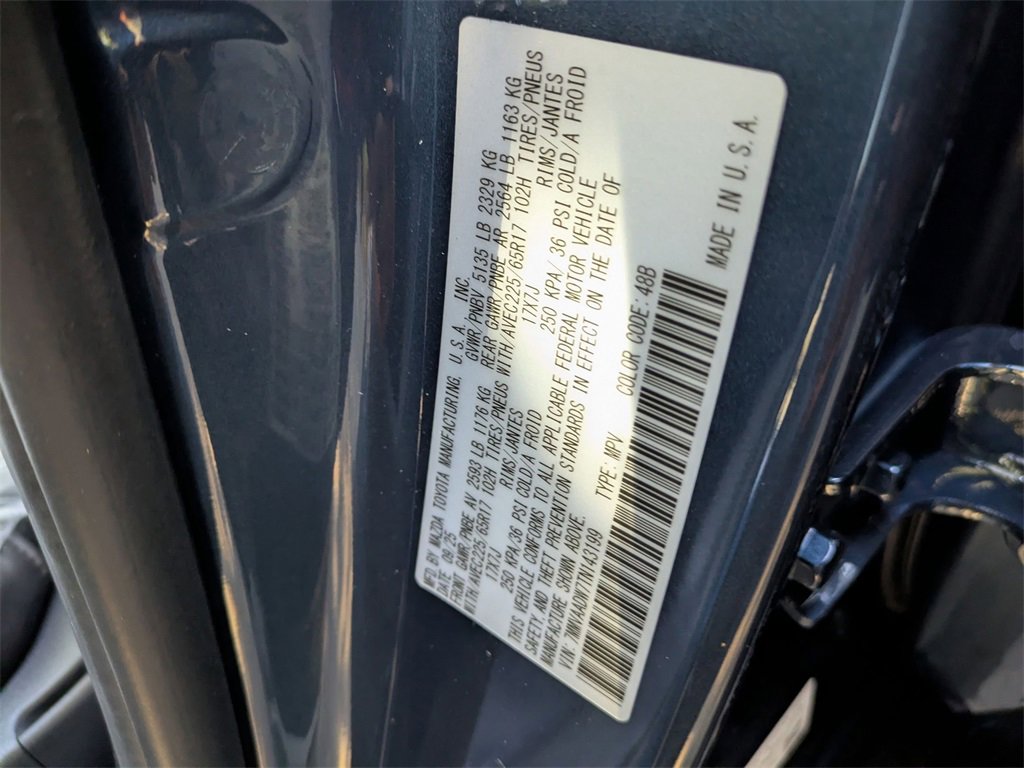 MFD. BY MAZDA TOYOTA MANUFACTURING, U.S.A., INC.
DATE 09/25 GVWR/PNBV 5135 LB 2329 KG
FRONT GAWR/PNBE AV 2593 LB 1176 KG REAR GAWR/PNBE AR 2564 LB 1163 KG
WITH/AVEC225/65R17 102H TIRES/PNEUS WITH/AVEC225/65R17 102H TIRES/PNEUS
17X7J RIMS/JANTES 17X7J RIMS/JANTES
250 KPA/36 PSI COLD/A FROID 250 KPA/36 PSI COLD/A FROID
THIS VEHICLE CONFORMS TO ALL APPLICABLE FEDERAL MOTOR VEHICLE
SAFETY, AND THEFT PREVENTION STANDARDS IN EFFECT ON THE DATE OF
MANUFACTURE SHOWN ABOVE.
VIN: TYPE: MPV COLOR CODE: 48B
MADE IN U.S.A.